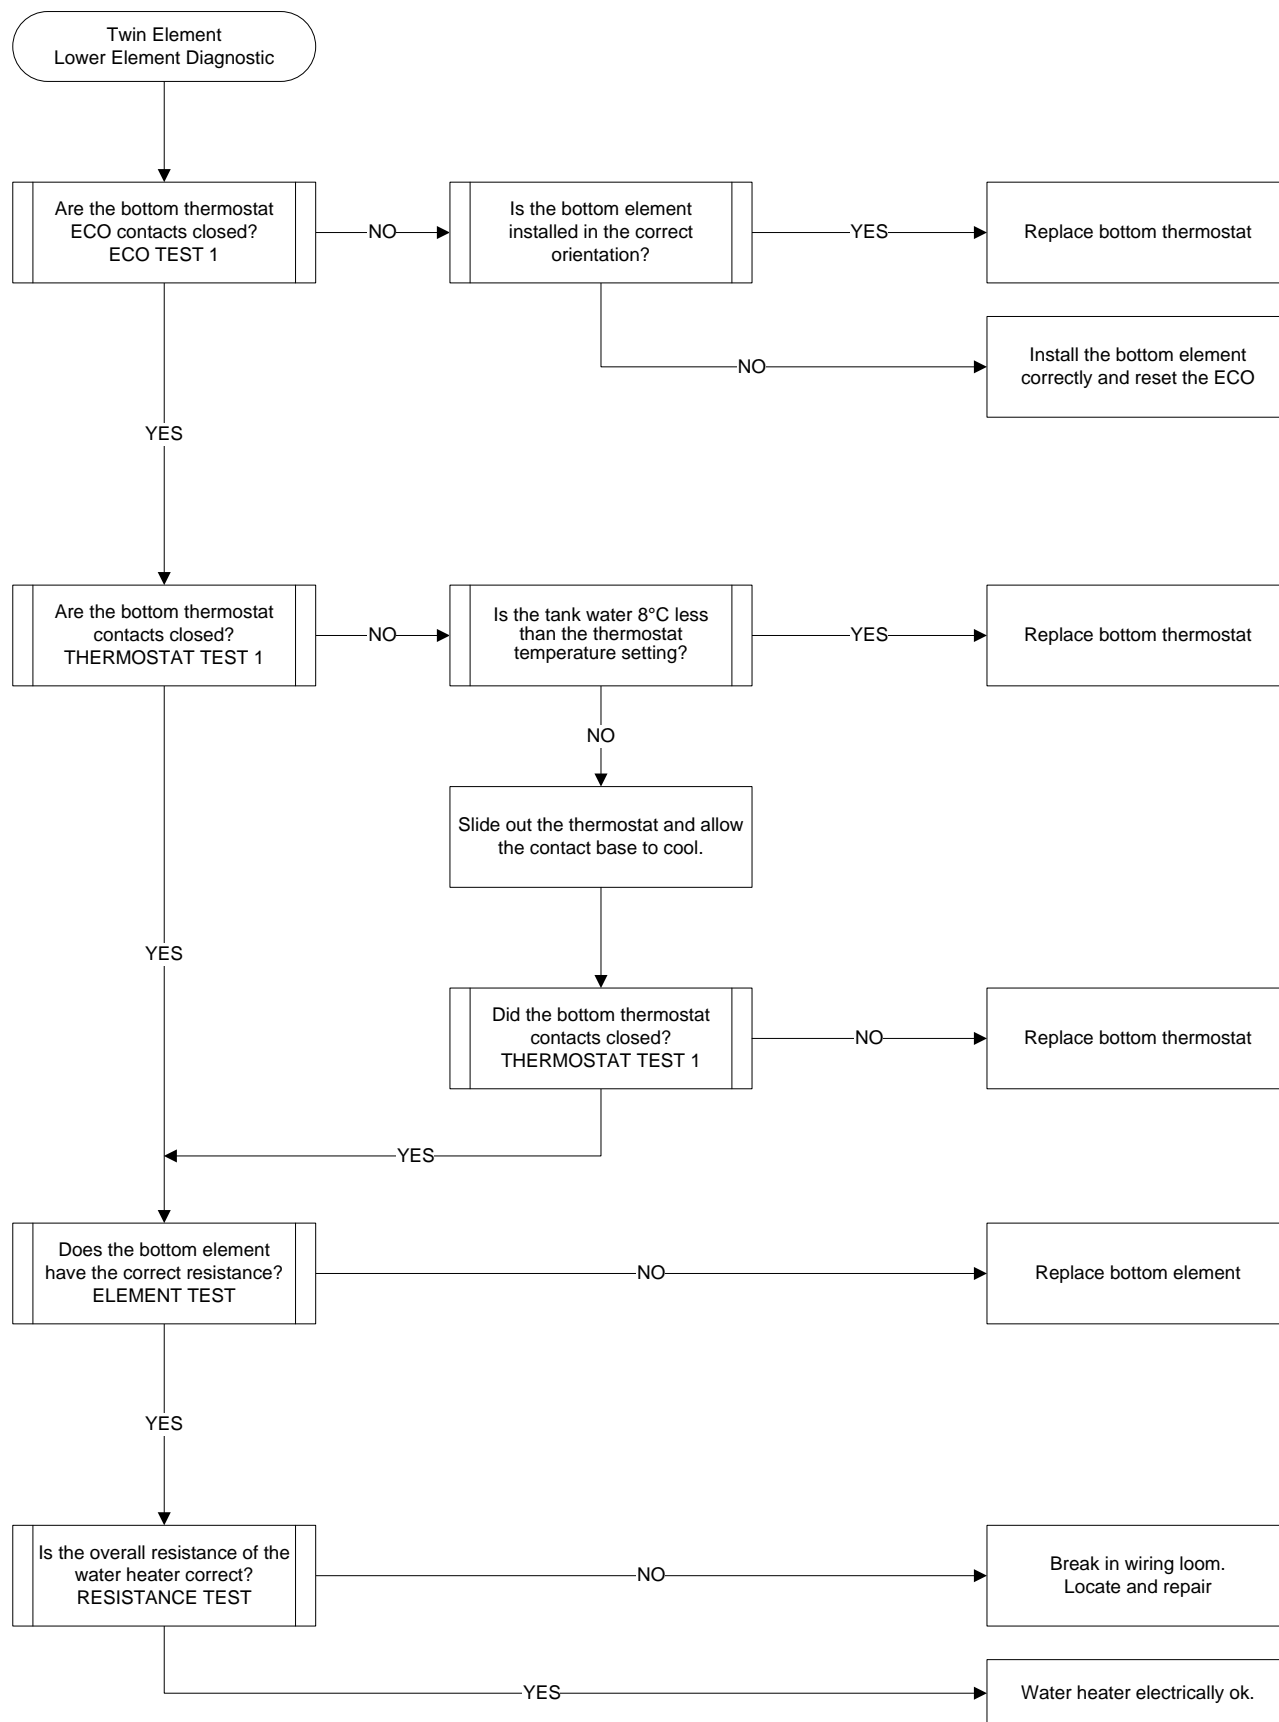 Twin Element
Lower Element Diagnostic
Are the bottom thermostat
ECO contacts closed?
ECO TEST 1
NO
Is the bottom element
installed in the correct
orientation?
YES
Replace bottom thermostat
NO
Install the bottom element
correctly and reset the ECO
YES
Are the bottom thermostat
contacts closed?
THERMOSTAT TEST 1
NO
Is the tank water 8°C less
than the thermostat
temperature setting?
YES
Replace bottom thermostat
NO
Slide out the thermostat and allow
the contact base to cool.
YES
Did the bottom thermostat
contacts closed?
THERMOSTAT TEST 1
NO
Replace bottom thermostat
YES
Does the bottom element
have the correct resistance?
ELEMENT TEST
NO
Replace bottom element
YES
Is the overall resistance of the
water heater correct?
RESISTANCE TEST
NO
Break in wiring loom.
Locate and repair
YES
Water heater electrically ok.